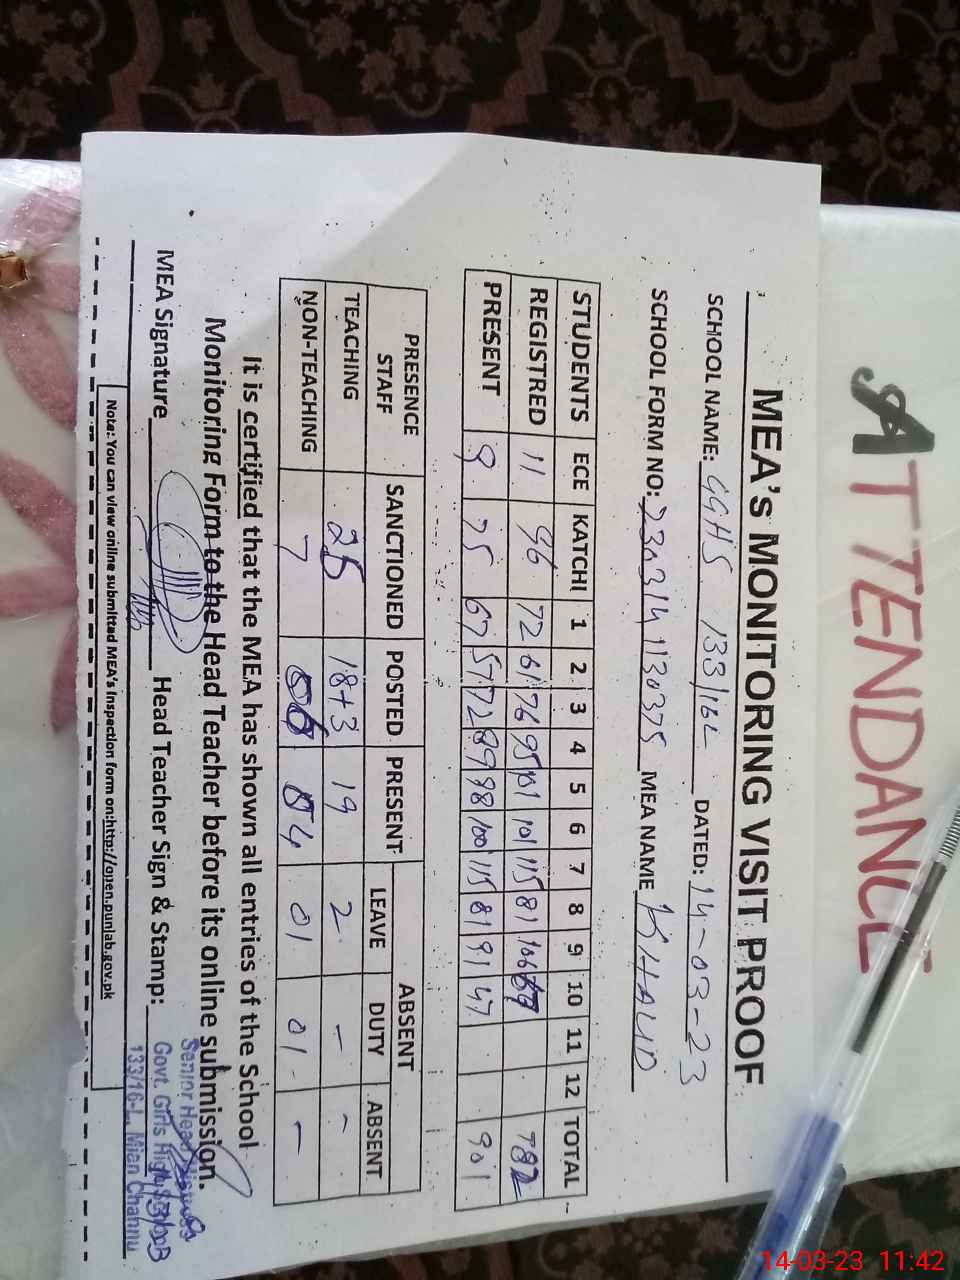 ATTENDANCE
MEA's MONITORING VISIT PROOF
SCHOOL NAME: GGHS 133/16L DATED: 14-03-23
SCHOOL FORM NO: MEA NAME KHALID
STUDENTS ECE KATCHI 1 2 3 4 5 6 7 8 9 10 11 12 TOTAL
REGISTRED 11 96 72 61 76 95 101 101 115 81 106
PRESENT 9 75 67 57 72 89 98 100 115 81 91 47 901
PRESENCE STAFF SANCTIONED POSTED PRESENT ABSENT
LEAVE DUTY ABSENT
TEACHING 25 18+3 19 2 - -
NON-TEACHING 7 06 04 01 01 -
It is certified that the MEA has shown all entries of the School
Monitoring Form to the Head Teacher before its online submission.
MEA Signature Head Teacher Sign & Stamp:
Senior Head
Govt. Girls High
133/16-L, Mian Channu
Note: You can view online submitted MEA's inspection form on:http://open.punlab.gov.pk
14-03-23 11:42